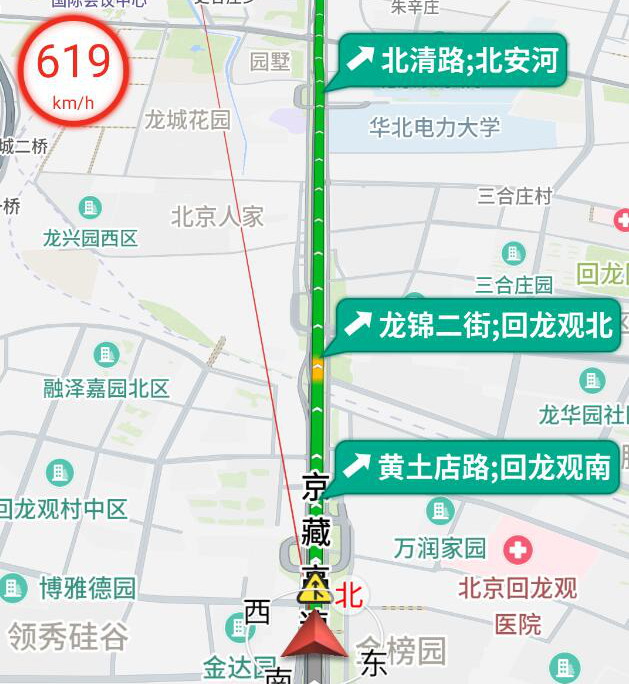 朱辛庄
619
km/h
北清路;北安河
园墅
龙城花园
华北电力大学
城二桥
三合庄村
桥
北京人家
龙兴园西区
回龙
三合庄园
龙锦二街;回龙观北
融泽嘉园北区
龙华园社
黄土店路;回龙观南
京藏高速
回龙观村中区
万润家园
博雅德园
北京回龙观
医院
北
西
领秀硅谷
金榜园
金达园
东
南